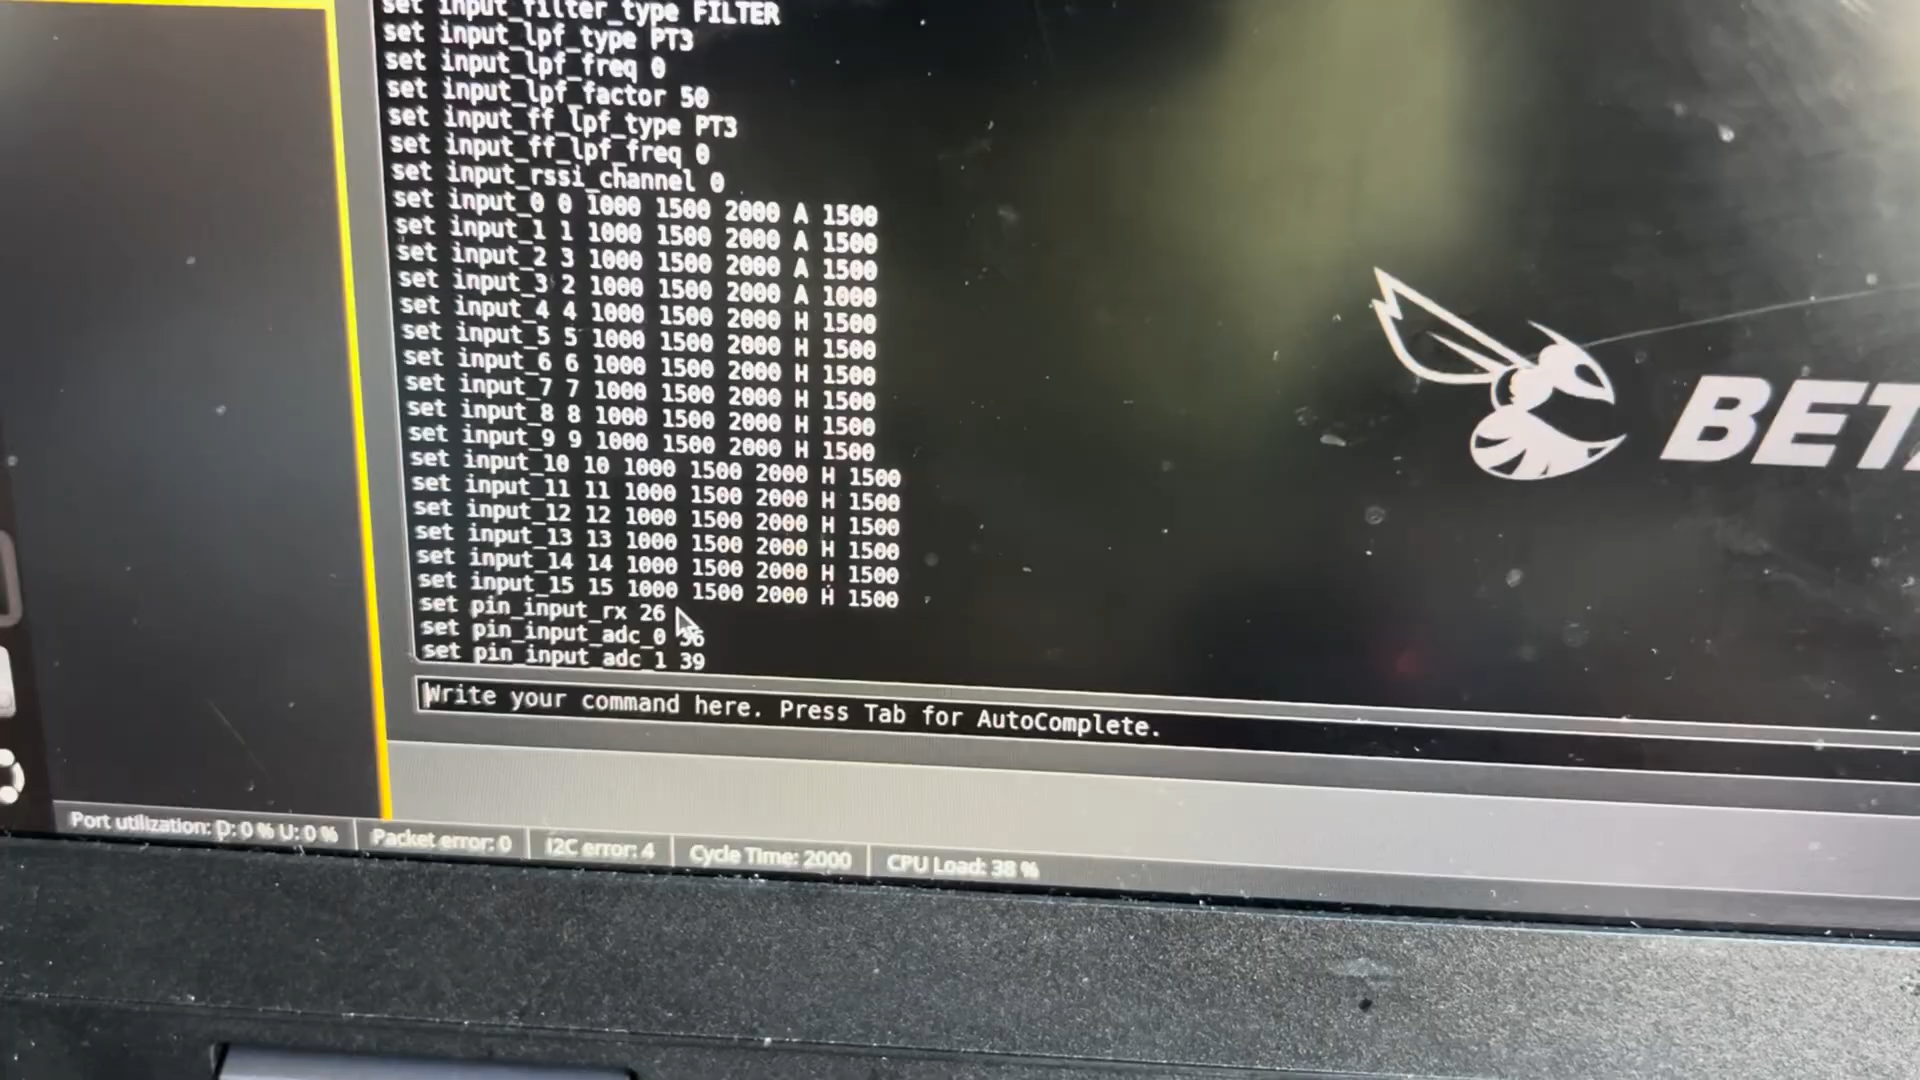 set input_filter_type FILTER
set input_lpf_type PT3
set input_lpf_freq 0
set input_lpf_factor 50
set input_ff_lpf_type PT3
set input_ff_lpf_freq 0
set input_rssi_channel 0
set input_0 0 1000 1500 2000 A 1500
set input_1 1 1000 1500 2000 A 1500
set input_2 3 1000 1500 2000 A 1500
set input_3 2 1000 1500 2000 A 1000
set input_4 4 1000 1500 2000 H 1500
set input_5 5 1000 1500 2000 H 1500
set input_6 6 1000 1500 2000 H 1500
set input_7 7 1000 1500 2000 H 1500
set input_8 8 1000 1500 2000 H 1500
set input_9 9 1000 1500 2000 H 1500
set input_10 10 1000 1500 2000 H 1500
set input_11 11 1000 1500 2000 H 1500
set input_12 12 1000 1500 2000 H 1500
set input_13 13 1000 1500 2000 H 1500
set input_14 14 1000 1500 2000 H 1500
set input_15 15 1000 1500 2000 H 1500
set pin_input_rx 26
set pin_input_adc_0 36
set pin_input_adc_1 39
Write your command here. Press Tab for AutoComplete.
BET
Port utilization: D: 0 % U: 0 %
Packet error: 0
I2C error: 4
Cycle Time: 2000
CPU Load: 38 %